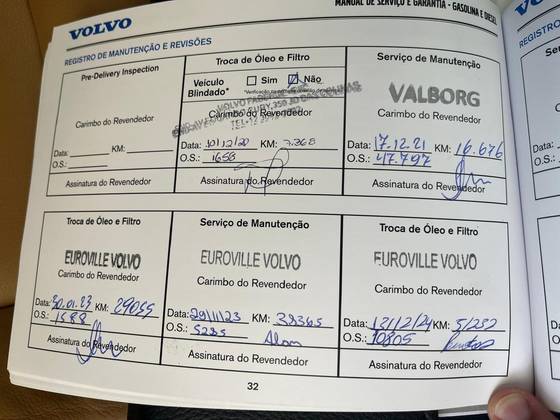 MANUAL DE SERVIÇO E GARANTIA - GASOLINA E DIESEL
VOLVO
REGISTRO DE MANUTENÇÃO E REVISÕES
Pre-Delivery Inspection
Carimbo do Revendedor
Data: KM:
O.S.:
Assinatura do Revendedor
Troca de Óleo e Filtro
Veículo Blindado* Sim Não
Carimbo do Revendedor
Data: 10/12/20 KM: 7.368
O.S.: 1658
Assinatura do Revendedor
Serviço de Manutenção
VALBORG
Carimbo do Revendedor
Data: 17.12.21 KM: 16.676
O.S.: 47.797
Assinatura do Revendedor
Troca de Óleo e Filtro
EUROVILLE VOLVO
Carimbo do Revendedor
Data: 30.01.23 KM: 29055
O.S.: 1588
Assinatura do Revendedor
Serviço de Manutenção
EUROVILLE VOLVO
Carimbo do Revendedor
Data: 29/11/23 KM: 38365
O.S.: 5285
Assinatura do Revendedor
Troca de Óleo e Filtro
EUROVILLE VOLVO
Carimbo do Revendedor
Data: 13/12/24 KM: 51232
O.S.: 10805
Assinatura do Revendedor
32